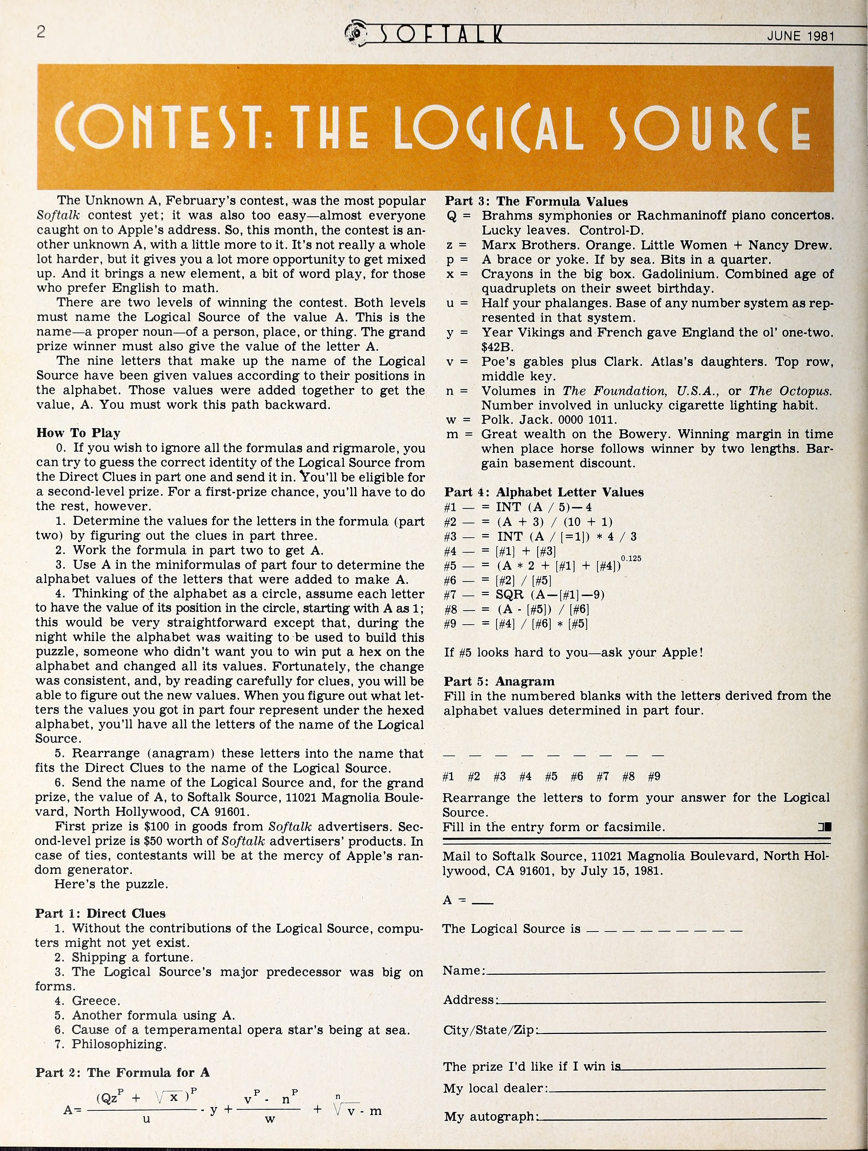 2
SOFTALK
JUNE 1981
CONTEST: THE LOGICAL SOURCE
The Unknown A, February's contest, was the most popular
Softalk contest yet; it was also too easy—almost everyone
caught on to Apple's address. So, this month, the contest is an-
other unknown A, with a little more to it. It's not really a whole
lot harder, but it gives you a lot more opportunity to get mixed
up. And it brings a new element, a bit of word play, for those
who prefer English to math.
There are two levels of winning the contest. Both levels
must name the Logical Source of the value A. This is the
name—a proper noun—of a person, place, or thing. The grand
prize winner must also give the value of the letter A.
The nine letters that make up the name of the Logical
Source have been given values according to their positions in
the alphabet. Those values were added together to get the
value, A. You must work this path backward.
How To Play
0. If you wish to ignore all the formulas and rigmarole, you
can try to guess the correct identity of the Logical Source from
the Direct Clues in part one and send it in. You'll be eligible for
a second-level prize. For a first-prize chance, you'll have to do
the rest, however.
1. Determine the values for the letters in the formula (part
two) by figuring out the clues in part three.
2. Work the formula in part two to get A.
3. Use A in the miniformulas of part four to determine the
alphabet values of the letters that were added to make A.
4. Thinking of the alphabet as a circle, assume each letter
to have the value of its position in the circle, starting with A as 1;
this would be very straightforward except that, during the
night while the alphabet was waiting to be used to build this
puzzle, someone who didn't want you to win put a hex on the
alphabet and changed all its values. Fortunately, the change
was consistent, and, by reading carefully for clues, you will be
able to figure out the new values. When you figure out what let-
ters the values you got in part four represent under the hexed
alphabet, you'll have all the letters of the name of the Logical
Source.
5. Rearrange (anagram) these letters into the name that
fits the Direct Clues to the name of the Logical Source.
6. Send the name of the Logical Source and, for the grand
prize, the value of A, to Softalk Source, 11021 Magnolia Boule-
vard, North Hollywood, CA 91601.
First prize is $100 in goods from Softalk advertisers. Sec-
ond-level prize is $50 worth of Softalk advertisers' products. In
case of ties, contestants will be at the mercy of Apple's ran-
dom generator.
Here's the puzzle.
Part 1: Direct Clues
1. Without the contributions of the Logical Source, compu-
ters might not yet exist.
2. Shipping a fortune.
3. The Logical Source's major predecessor was big on
forms.
4. Greece.
5. Another formula using A.
6. Cause of a temperamental opera star's being at sea.
7. Philosophizing.
Part 2: The Formula for A
A= (Qz^P + √x)^P / u - y + v^P - n^P / w + n√v - m
Part 3: The Formula Values
Q = Brahms symphonies or Rachmaninoff piano concertos.
Lucky leaves. Control-D.
z = Marx Brothers. Orange. Little Women + Nancy Drew.
p = A brace or yoke. If by sea. Bits in a quarter.
x = Crayons in the big box. Gadolinium. Combined age of
quadruplets on their sweet birthday.
u = Half your phalanges. Base of any number system as rep-
resented in that system.
y = Year Vikings and French gave England the ol' one-two.
$42B.
v = Poe's gables plus Clark. Atlas's daughters. Top row,
middle key.
n = Volumes in The Foundation, U.S.A., or The Octopus.
Number involved in unlucky cigarette lighting habit.
w = Polk. Jack. 0000 1011.
m = Great wealth on the Bowery. Winning margin in time
when place horse follows winner by two lengths. Bar-
gain basement discount.
Part 4: Alphabet Letter Values
#1 — = INT (A / 5)—4
#2 — = (A + 3) / (10 + 1)
#3 — = INT (A / [=1]) * 4 / 3
#4 — = [#1] + [#3]
#5 — = (A * 2 + [#1] + [#4])^0.125
#6 — = [#2] / [#5]
#7 — = SQR (A—[#1]—9)
#8 — = (A - [#5]) / [#6]
#9 — = [#4] / [#6] * [#5]
If #5 looks hard to you—ask your Apple!
Part 5: Anagram
Fill in the numbered blanks with the letters derived from the
alphabet values determined in part four.
— — — — — — — — —
#1 #2 #3 #4 #5 #6 #7 #8 #9
Rearrange the letters to form your answer for the Logical
Source.
Fill in the entry form or facsimile.
Mail to Softalk Source, 11021 Magnolia Boulevard, North Hol-
lywood, CA 91601, by July 15, 1981.
A = __
The Logical Source is — — — — — — — — —
Name:
Address:
City/State/Zip:
The prize I'd like if I win is
My local dealer:
My autograph: